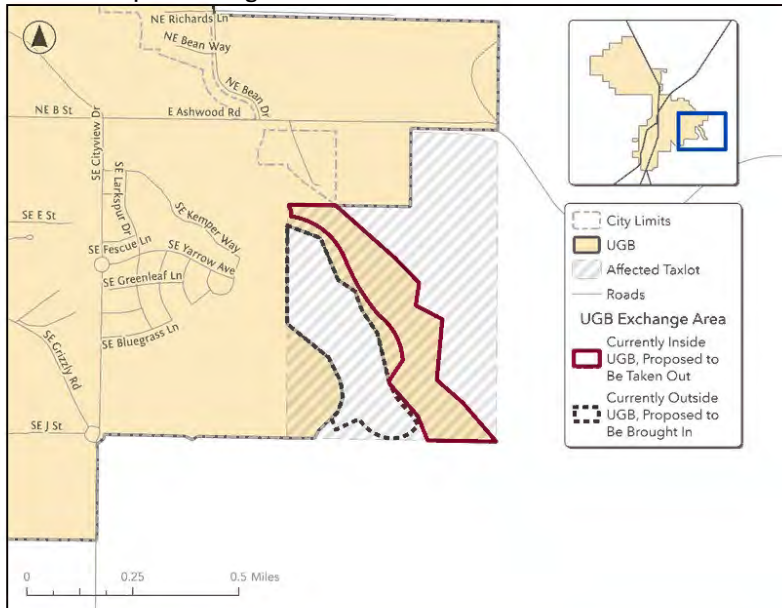 NE Richards Ln
NE Bean Way
NE Bean Dr
NE B St
E Ashwood Rd
SE Cityview Dr
SE Larkspur Dr
SE Kemper Way
SE E St
SE Fescue Ln
SE Yarrow Ave
SE Greenleaf Ln
SE Bluegrass Ln
SE Grizzly Rd
SE J St
0 0.25 0.5 Miles
City Limits
UGB
Affected Taxlot
Roads
UGB Exchange Area
Currently Inside
UGB, Proposed to
Be Taken Out
Currently Outside
UGB, Proposed to
Be Brought In